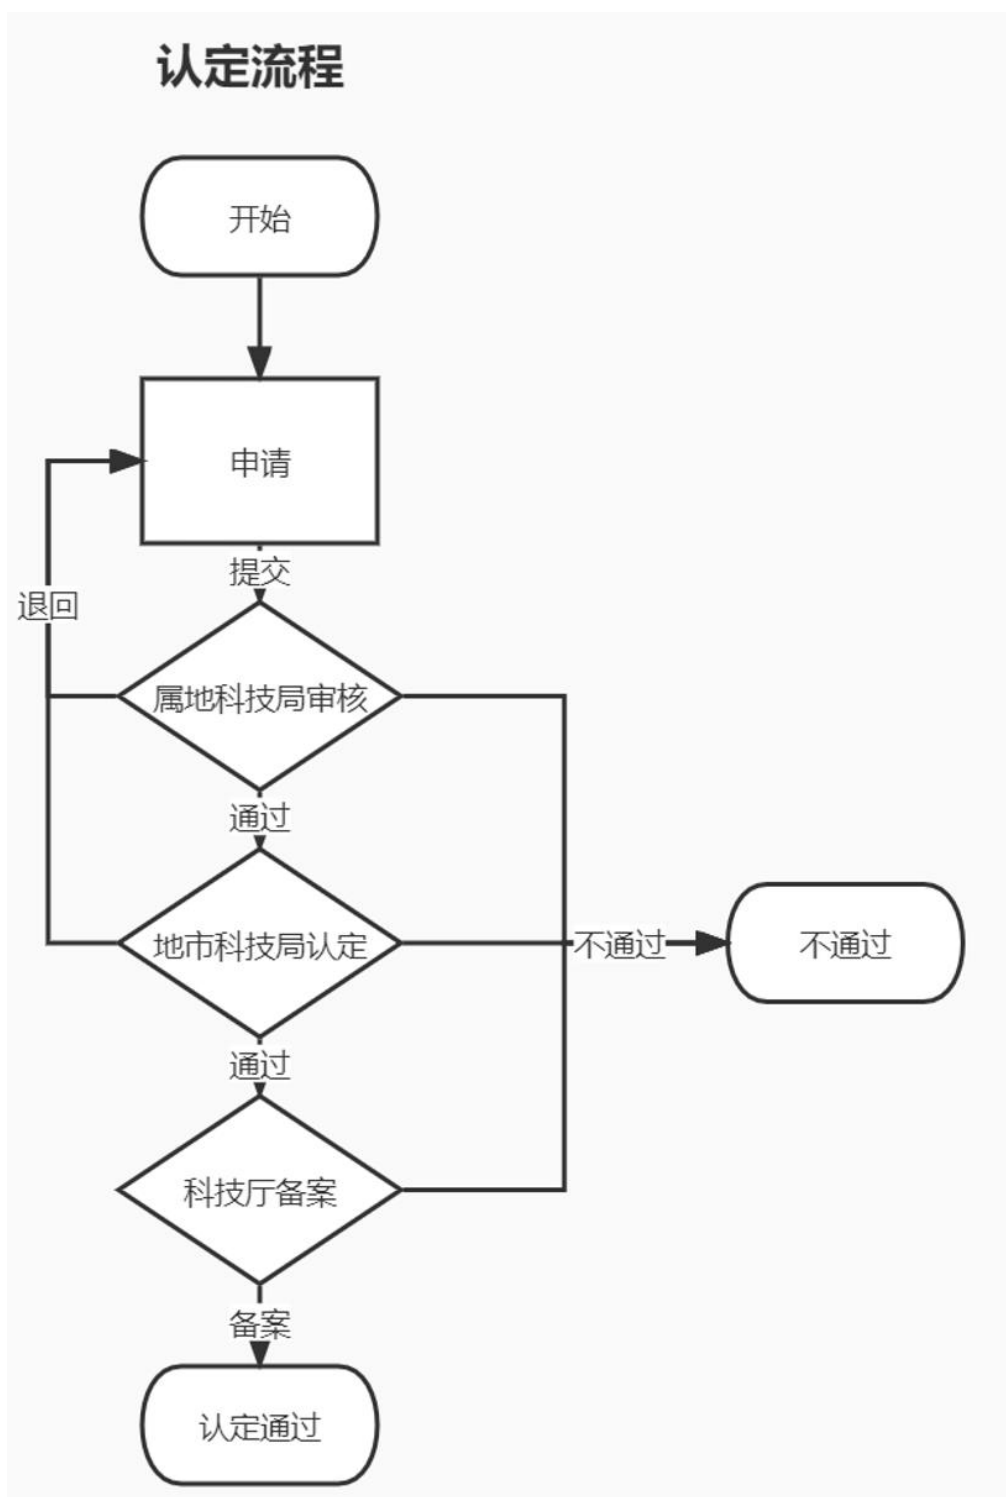 认定流程
开始
申请
提交
退回
属地科技局审核
通过
地市科技局认定
不通过
不通过
通过
科技厅备案
备案
认定通过